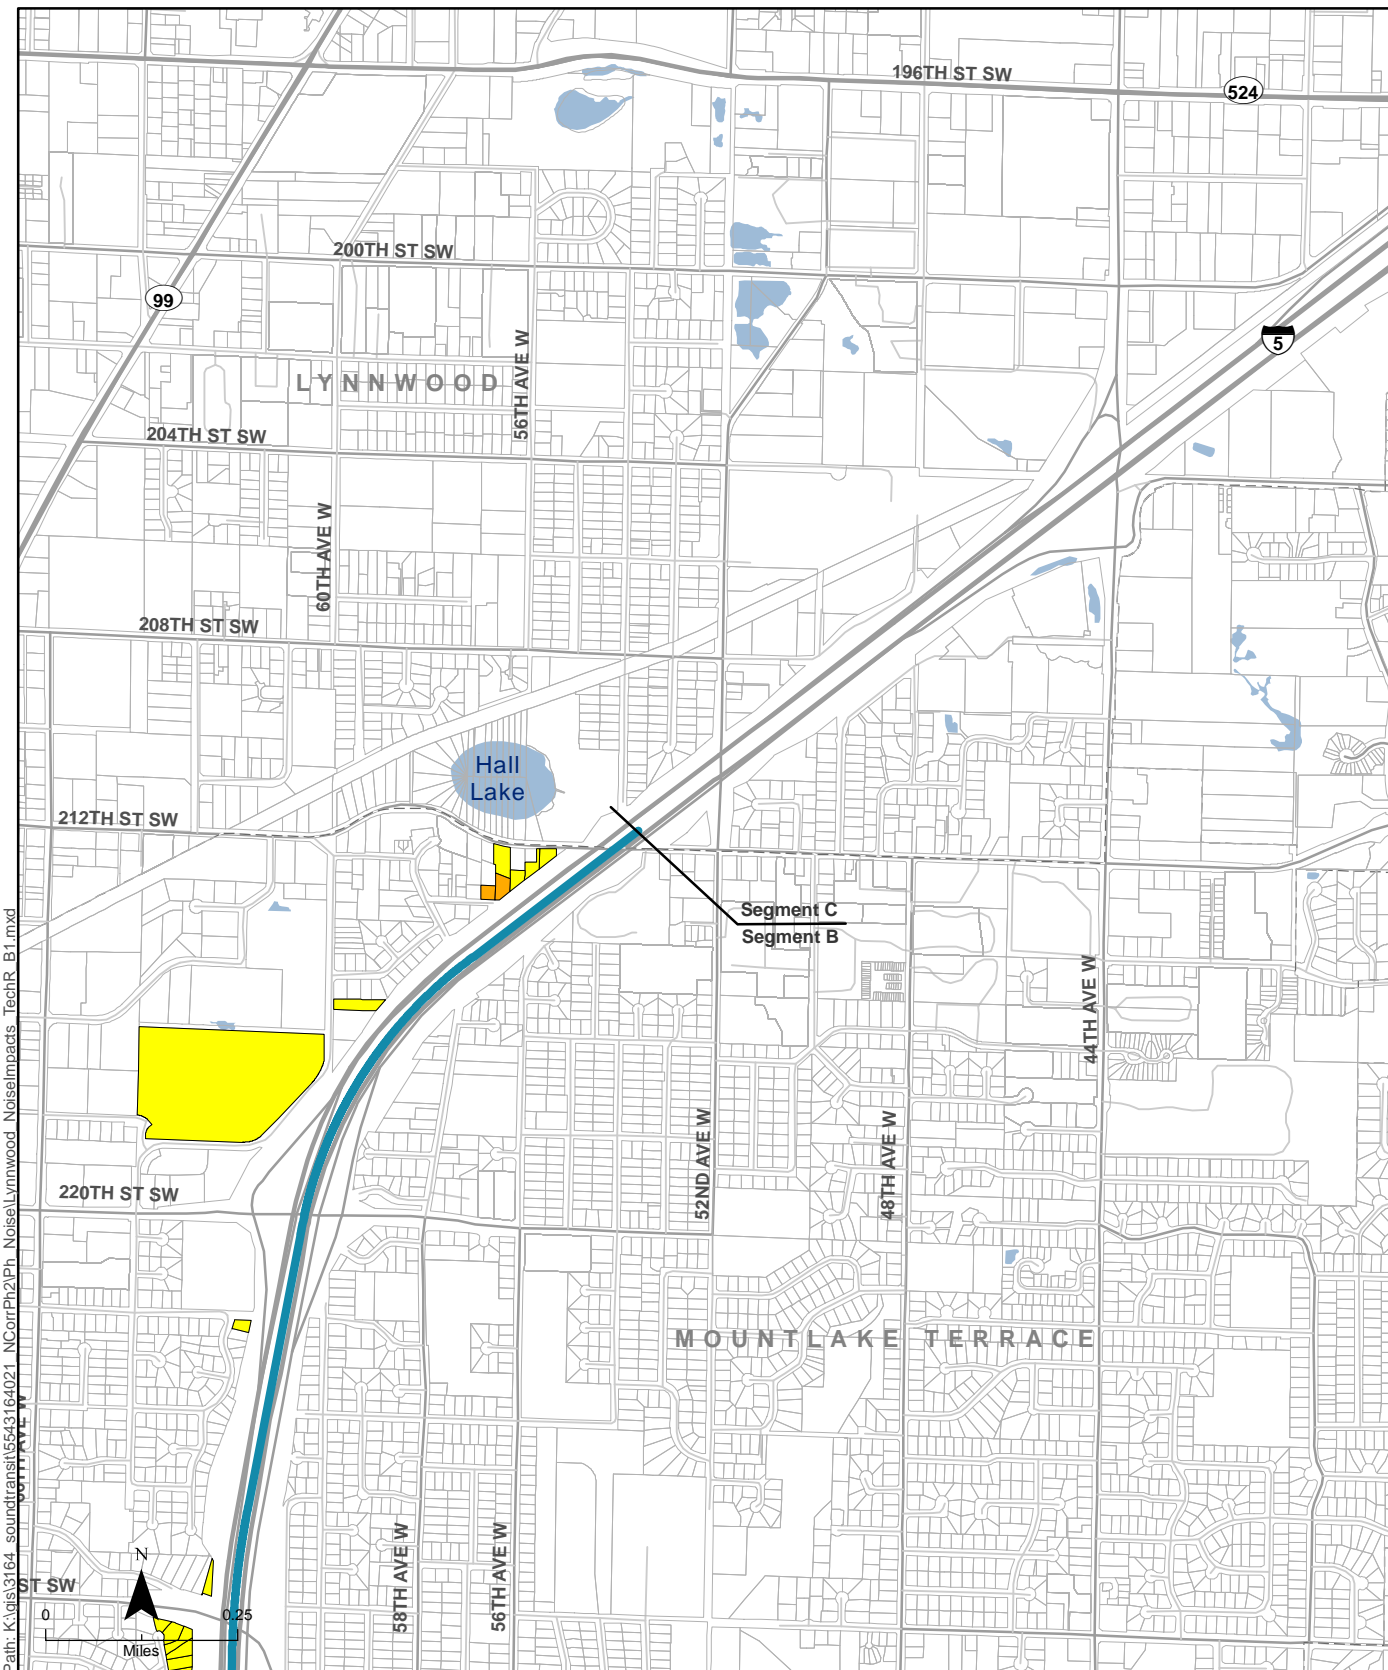 196TH ST SW
524
200TH ST SW
99
5
56TH AVE W
LYNNWOOD
204TH ST SW
60TH AVE W
208TH ST SW
Hall
Lake
212TH ST SW
Segment C
Segment B
44TH AVE W
52ND AVE W
48TH AVE W
220TH ST SW
MOUNTLAKE TERRACE
58TH AVE W
56TH AVE W
N
ST SW
0
0.25
Miles
Path: K:\gis\3164_soundtransit\5543164021_NCorrPh2\Ph_Noise\Lynnwood_NoiseImpacts_TechR_B1.mxd